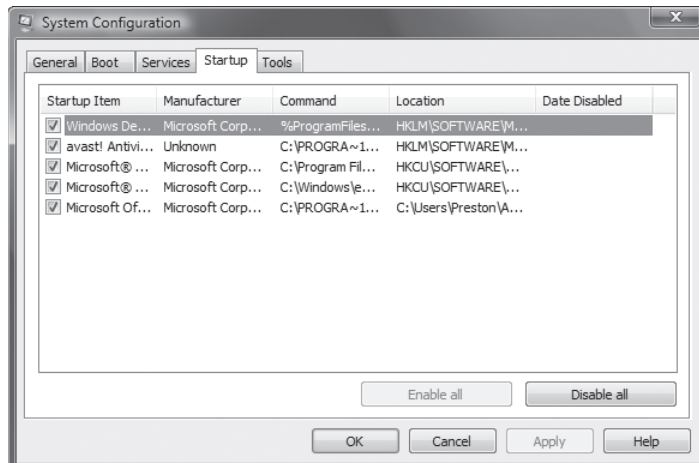 System Configuration
General Boot Services Startup Tools
Startup Item Manufacturer Command Location Date Disabled
Windows De... Microsoft Corp... %ProgramFiles... HKLM\SOFTWARE\M...
avast! Antivi... Unknown C:\PROGRA~1... HKLM\SOFTWARE\M...
Microsoft® ... Microsoft Corp... C:\Program Fil... HKCU\SOFTWARE\...
Microsoft® ... Microsoft Corp... C:\Windows\e... HKCU\SOFTWARE\...
Microsoft Of... Microsoft Corp... C:\PROGRA~1... C:\Users\Preston\A...
Enable all Disable all
OK Cancel Apply Help